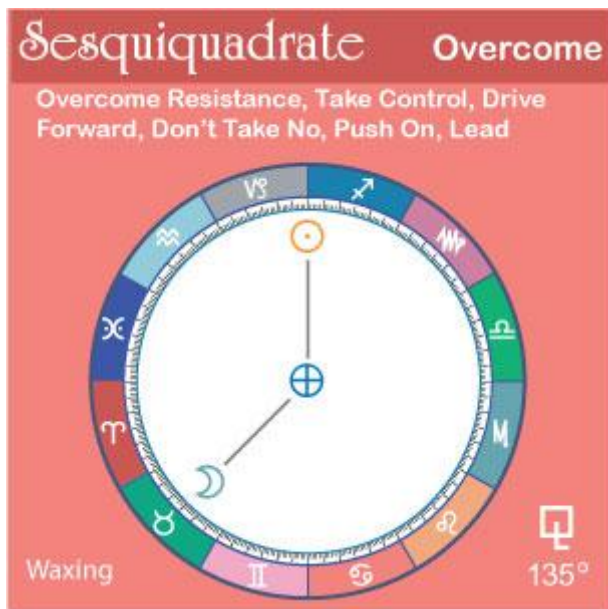 Sesquiquadrate Overcome
Overcome Resistance, Take Control, Drive
Forward, Don't Take No, Push On, Lead
Waxing
135°